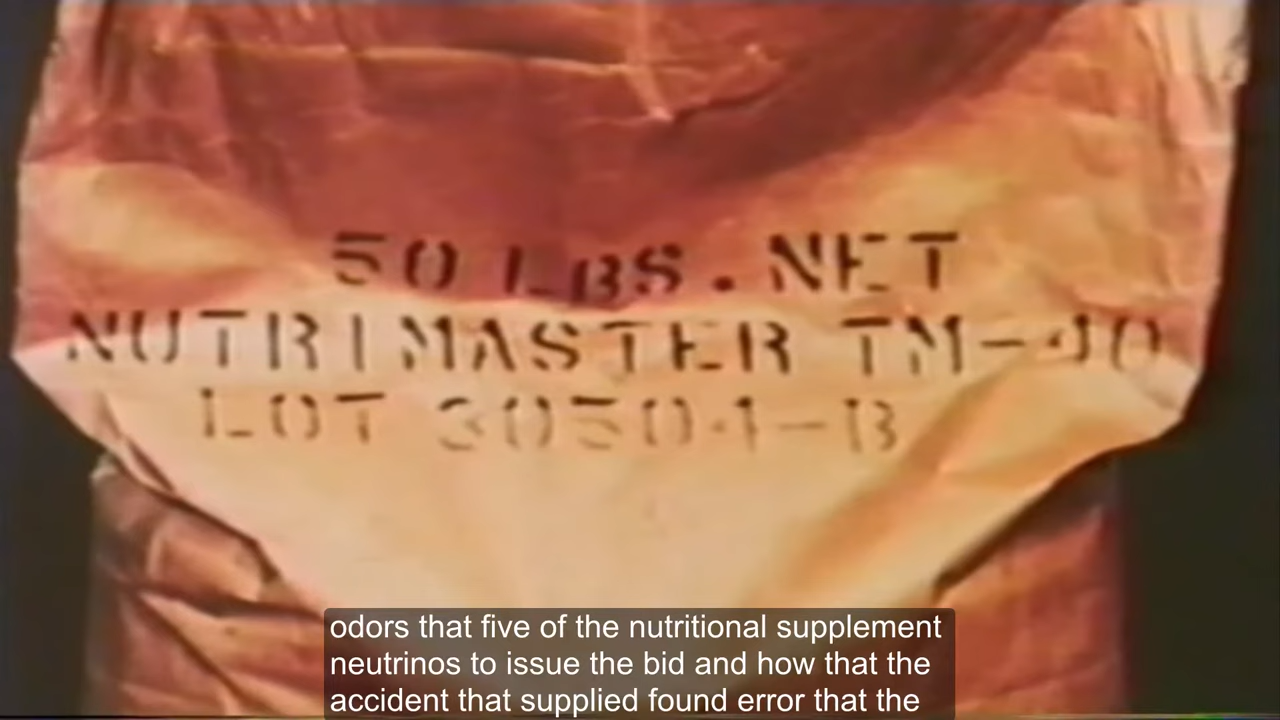 50 LBS. NET
NUTRIMASTER TM-40
LOT 30504-B
odors that five of the nutritional supplement
neutrinos to issue the bid and how that the
accident that supplied found error that the